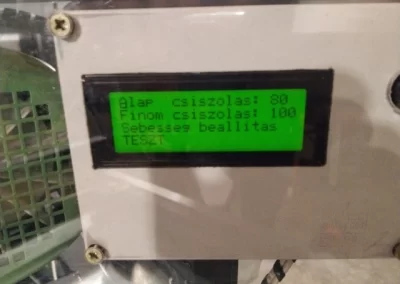 Alap csiszolas: 80
Finom csiszolas: 100
Sebesseg beallitas
TESZT